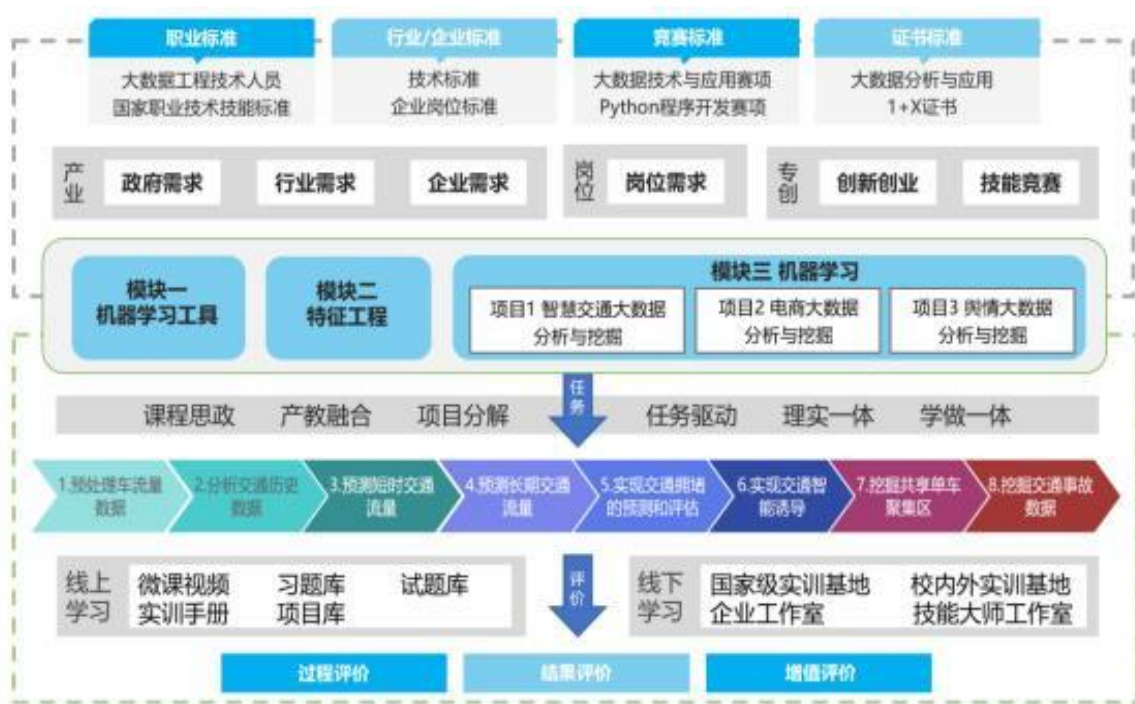 职业标准
大数据工程技术人员
国家职业技术技能标准
行业/企业标准
技术标准
企业岗位标准
竞赛标准
大数据技术与应用赛项
Python程序开发赛项
证书标准
大数据分析与应用
1+X证书
产业
政府需求
行业需求
企业需求
岗位
岗位需求
专创
创新创业
技能竞赛
模块一
机器学习工具
模块二
特征工程
模块三 机器学习
项目1 智慧交通大数据
分析与挖掘
项目2 电商大数据
分析与挖掘
项目3 舆情大数据
分析与挖掘
任务
课程思政 产教融合 项目分解 任务驱动 理实一体 学做一体
1.预处理车流量
数据
2.分析交通历史
数据
3.预测短时交通
流量
4.预测长期交通
流量
5.实现交通拥堵
的预测和评估
6.实现交通智
能诱导
7.挖掘共享单车
聚集区
8.挖掘交通事故
数据
线上
学习
微课视频 习题库 试题库
实训手册 项目库
评价
线下
学习
国家级实训基地 校内外实训基地
企业工作室 技能大师工作室
过程评价
结果评价
增值评价